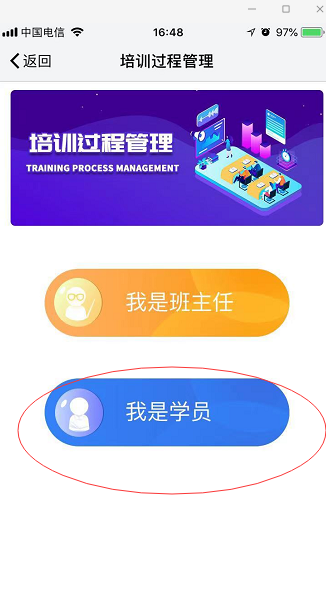 中国电信 16:48 97%
返回 培训过程管理
培训过程管理
TRAINING PROCESS MANAGEMENT
我是班主任
我是学员